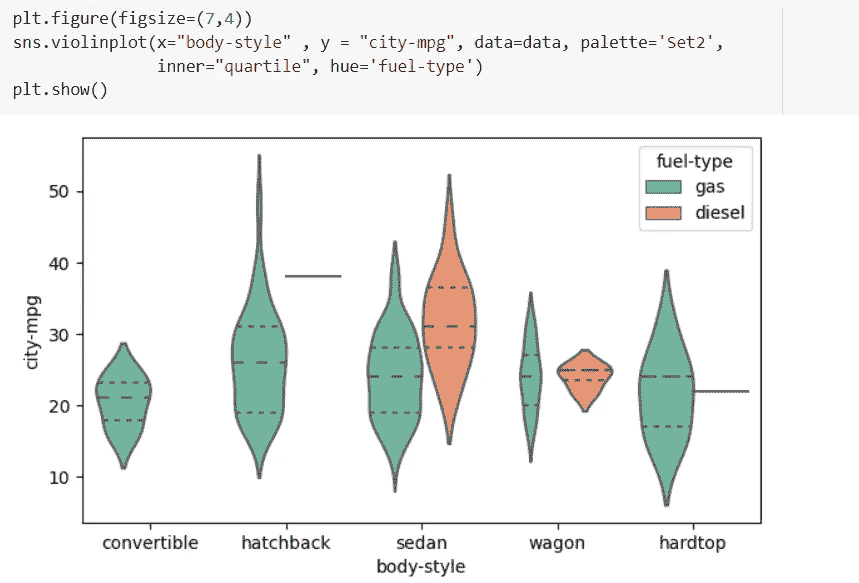 plt.figure(figsize=(7,4))
sns.violinplot(x="body-style" , y = "city-mpg", data=data, palette='Set2',
inner="quartile", hue='fuel-type')
plt.show()
fuel-type
gas
diesel
50
40
30
20
10
city-mpg
convertible hatchback sedan wagon hardtop
body-style